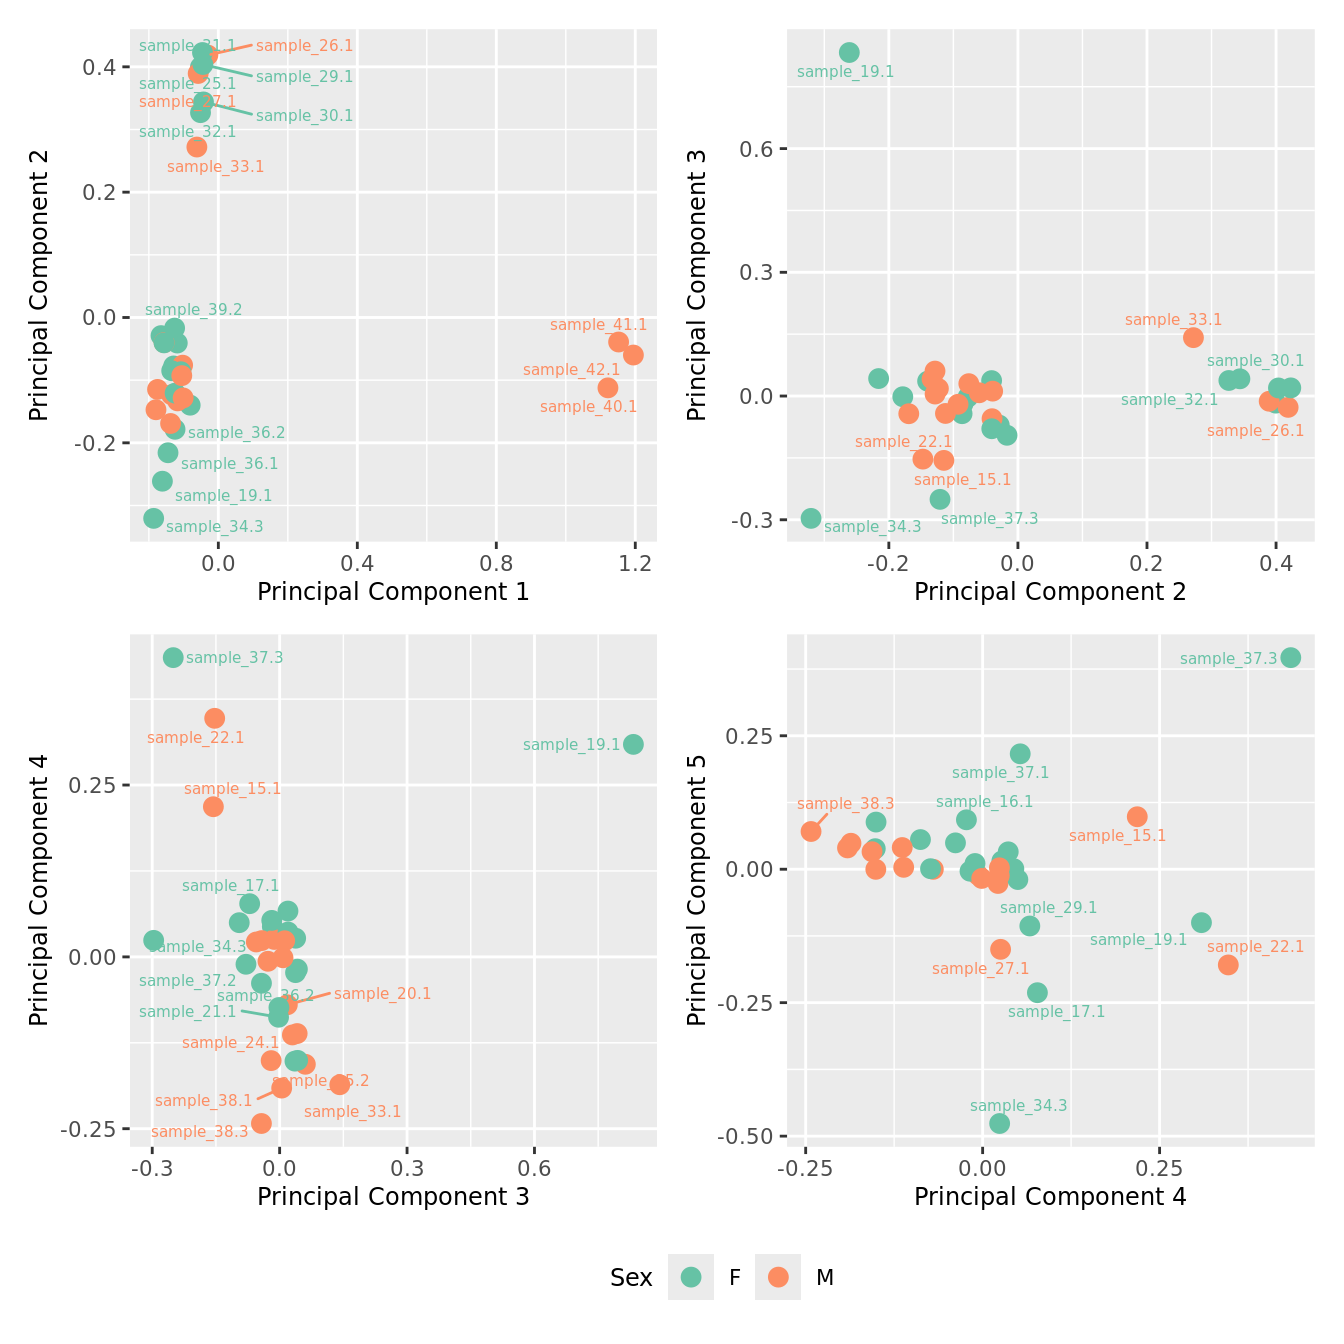 sample_31.1
sample_26.1
sample_29.1
sample_25.1
sample_27.1
sample_30.1
sample_32.1
sample_33.1
sample_39.2
sample_41.1
sample_42.1
sample_40.1
sample_36.2
sample_36.1
sample_19.1
sample_34.3
0.4
0.2
0.0
-0.2
Principal Component 2
0.0 0.4 0.8 1.2
Principal Component 1
sample_19.1
sample_33.1
sample_30.1
sample_32.1
sample_26.1
sample_22.1
sample_15.1
sample_37.3
sample_34.3
0.6
0.3
0.0
-0.3
Principal Component 3
-0.2 0.0 0.2 0.4
Principal Component 2
sample_37.3
sample_22.1
sample_19.1
sample_15.1
sample_17.1
sample_34.3
sample_37.2
sample_36.2
sample_20.1
sample_21.1
sample_24.1
sample_38.1
sample_33.1
sample_38.3
0.25
0.00
-0.25
Principal Component 4
-0.3 0.0 0.3 0.6
Principal Component 3
sample_37.3
sample_37.1
sample_38.3
sample_16.1
sample_15.1
sample_29.1
sample_19.1
sample_22.1
sample_27.1
sample_17.1
sample_34.3
0.25
0.00
-0.25
-0.50
Principal Component 5
-0.25 0.00 0.25
Principal Component 4
Sex F M